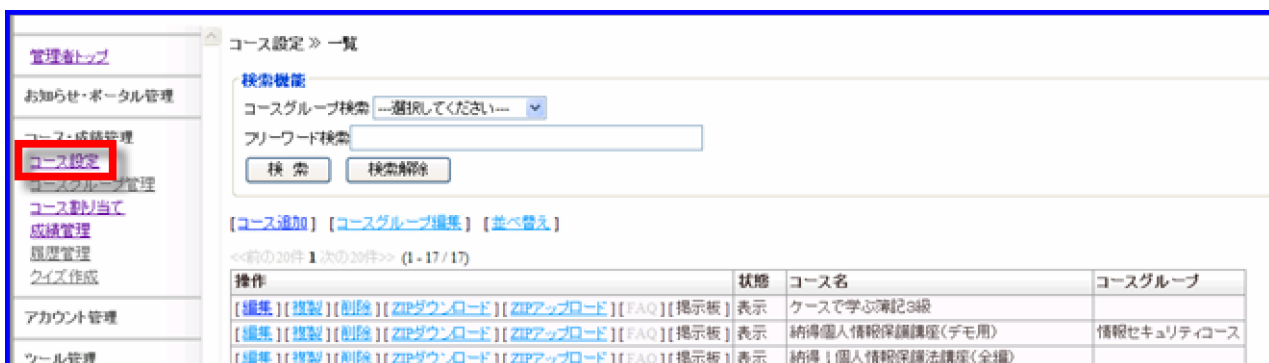 管理者トップ
お知らせ・ポータル管理
コース・成績管理
コース設定
コースグループ管理
コース割り当て
成績管理
履歴管理
クイズ作成
アカウント管理
ツール管理
コース設定 ≫ 一覧
検索機能
コースグループ検索 ---選択してください---
フリーワード検索
検 索 検索解除
[コース追加] [コースグループ編集] [並べ替え]
<<前の20件 1 次の20件>> (1 - 17 / 17)
操作 状態 コース名 コースグループ
[編集][複製][削除][ZIPダウンロード][ZIPアップロード][FAQ][掲示板] 表示 ケースで学ぶ簿記3級
[編集][複製][削除][ZIPダウンロード][ZIPアップロード][FAQ][掲示板] 表示 納得個人情報保護講座(デモ用) 情報セキュリティコース
[編集][複製][削除][ZIPダウンロード][ZIPアップロード][FAQ][掲示板] 表示 納得!個人情報保護法講座(全編)